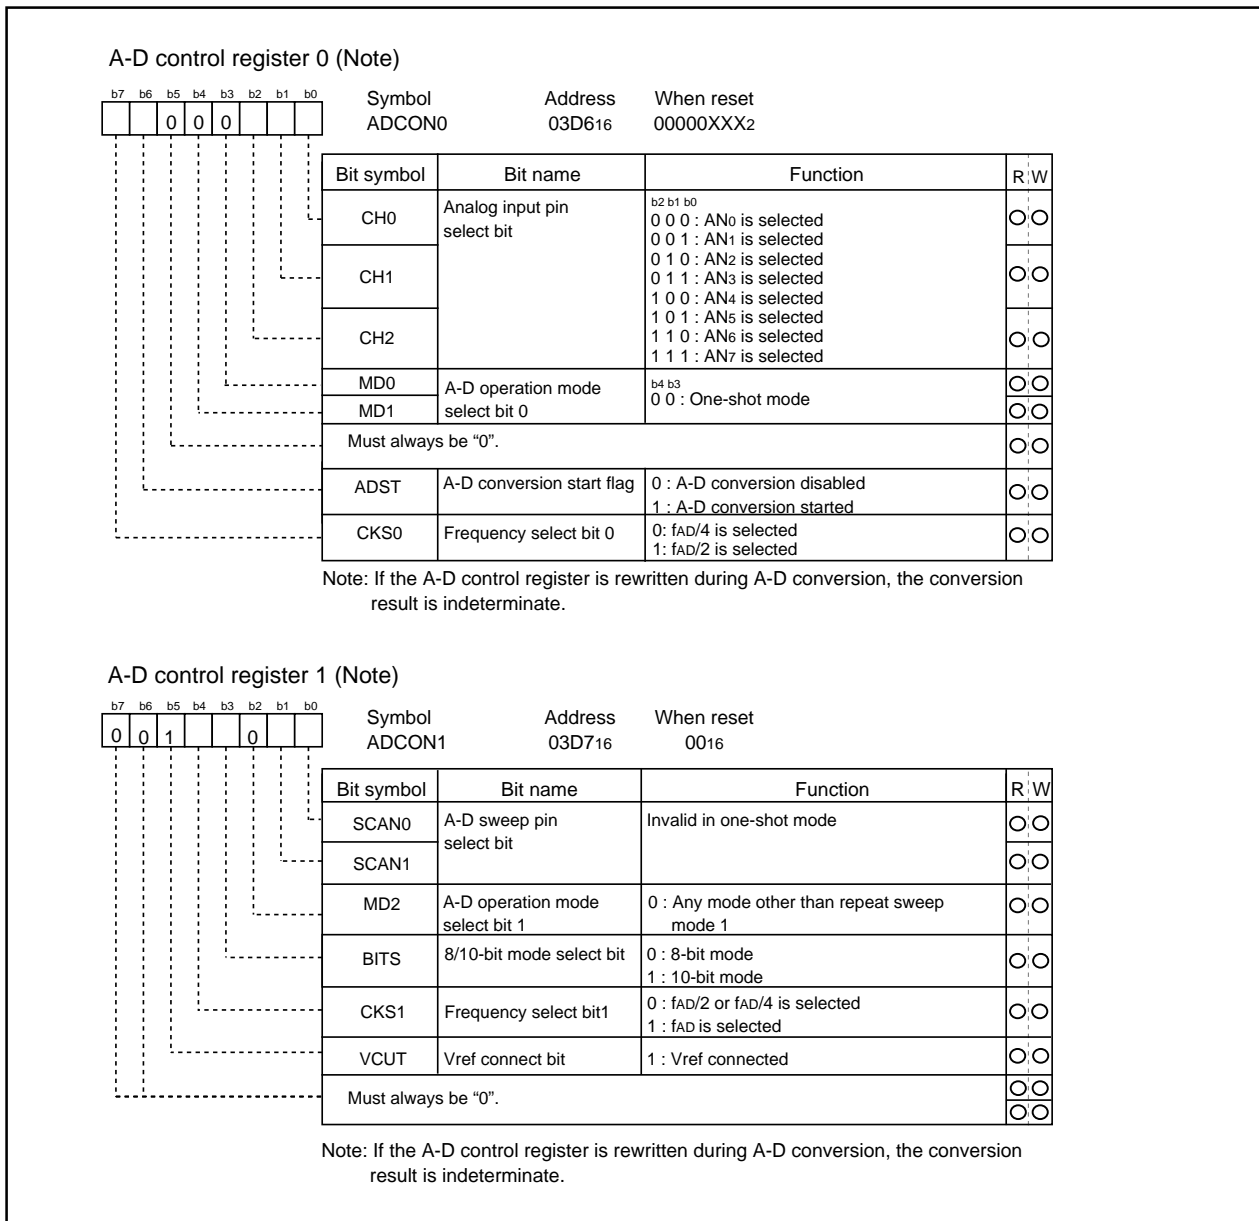 A-D control register 0 (Note)
b7 b6 b5 b4 b3 b2 b1 b0
0 0 0
Symbol Address When reset
ADCON0 03D616 00000XXX2
Bit symbol Bit name Function R W
CH0 Analog input pin select bit
b2 b1 b0
0 0 0 : AN0 is selected
0 0 1 : AN1 is selected
0 1 0 : AN2 is selected
CH1
0 1 1 : AN3 is selected
1 0 0 : AN4 is selected
1 0 1 : AN5 is selected
CH2
1 1 0 : AN6 is selected
1 1 1 : AN7 is selected
MD0 A-D operation mode
b4 b3
0 0 : One-shot mode
MD1 select bit 0
Must always be “0”.
ADST A-D conversion start flag 0 : A-D conversion disabled
1 : A-D conversion started
CKS0 Frequency select bit 0 0: fAD/4 is selected
1: fAD/2 is selected
Note: If the A-D control register is rewritten during A-D conversion, the conversion
result is indeterminate.
A-D control register 1 (Note)
b7 b6 b5 b4 b3 b2 b1 b0
0 0 1 0
Symbol Address When reset
ADCON1 03D716 0016
Bit symbol Bit name Function R W
SCAN0 A-D sweep pin Invalid in one-shot mode
select bit
SCAN1
MD2 A-D operation mode 0 : Any mode other than repeat sweep
select bit 1 mode 1
BITS 8/10-bit mode select bit 0 : 8-bit mode
1 : 10-bit mode
CKS1 Frequency select bit1 0 : fAD/2 or fAD/4 is selected
1 : fAD is selected
VCUT Vref connect bit 1 : Vref connected
Must always be “0”.
Note: If the A-D control register is rewritten during A-D conversion, the conversion
result is indeterminate.